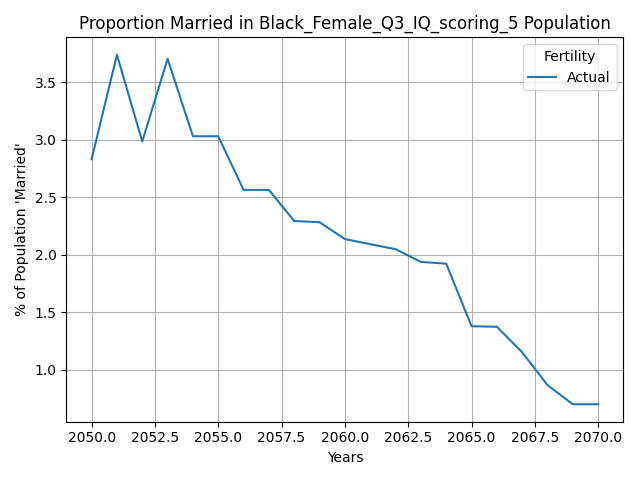 Proportion Married in Black_Female_Q3_IQ_scoring_5 Population
Fertility
Actual
% of Population 'Married'
3.5
3.0
2.5
2.0
1.5
1.0
2050.0 2052.5 2055.0 2057.5 2060.0 2062.5 2065.0 2067.5 2070.0
Years